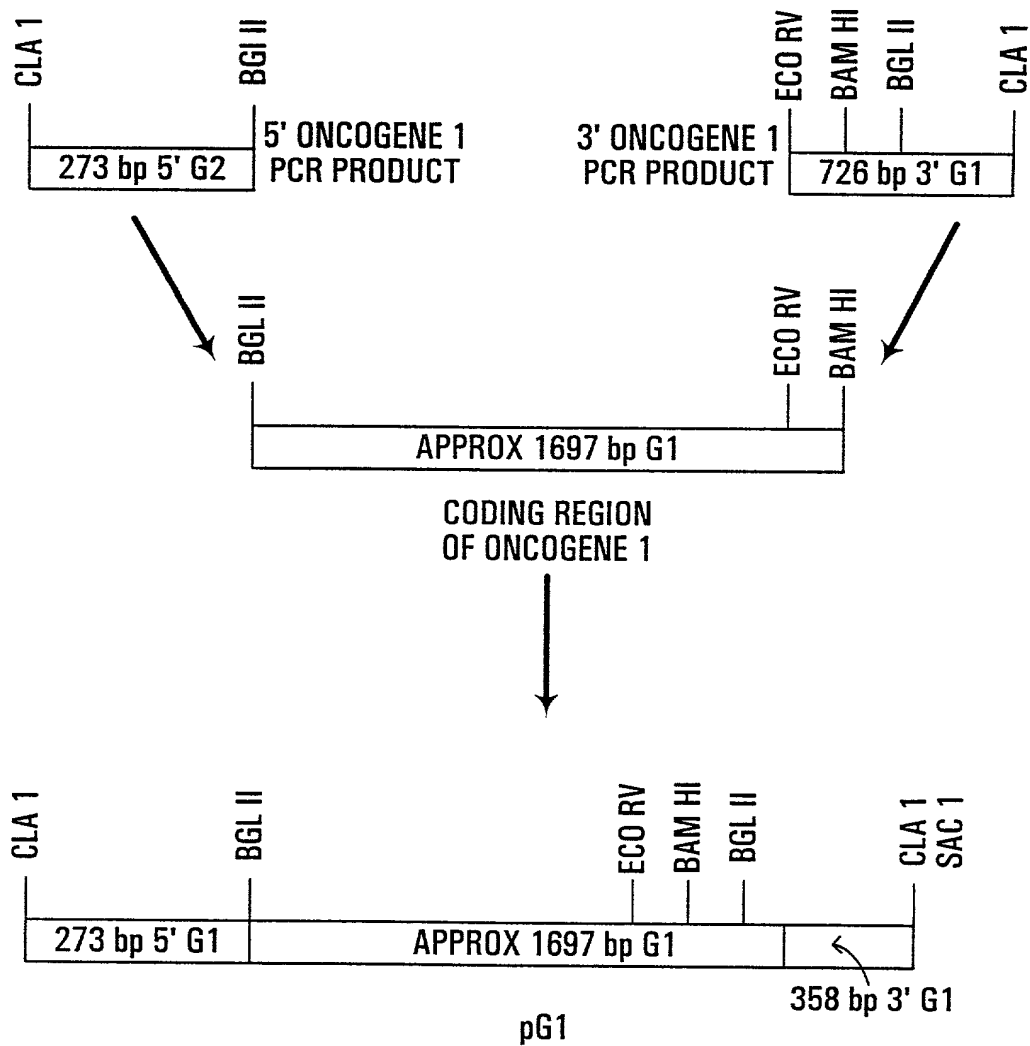 CLA 1
BGI II
ECO RV
BAM HI
BGL II
CLA 1
5' ONCOGENE 1
PCR PRODUCT
3' ONCOGENE 1
PCR PRODUCT
273 bp 5' G2
726 bp 3' G1
BGL II
ECO RV
BAM HI
APPROX 1697 bp G1
CODING REGION
OF ONCOGENE 1
CLA 1
BGL II
ECO RV
BAM HI
BGL II
CLA 1
SAC 1
273 bp 5' G1
APPROX 1697 bp G1
358 bp 3' G1
pG1